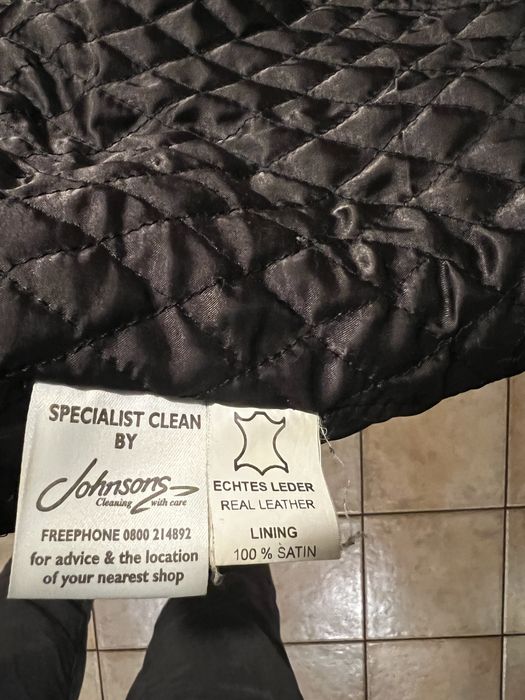 SPECIALIST CLEAN
BY
Johnsons
Cleaning with care
FREEPHONE 0800 214892
for advice & the location
of your nearest shop
ECHTES LEDER
REAL LEATHER
LINING
100 % SATIN